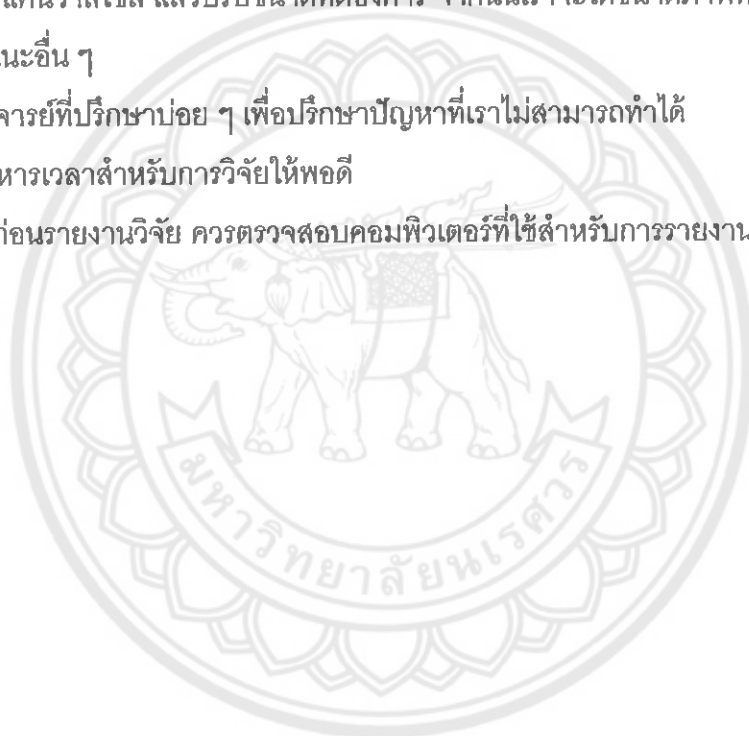 นะอื่น ๆ
จารย์ที่ปรึกษาบ่อย ๆ เพื่อปรึกษาปัญหาที่เราไม่สามารถทำได้
หารเวลาสำหรับการวิจัยให้พอดี
ก่อนรายงานวิจัย ควรตรวจสอบคอมพิวเตอร์ที่ใช้สำหรับการรายงาน
มหาวิทยาลัยนเรศวร